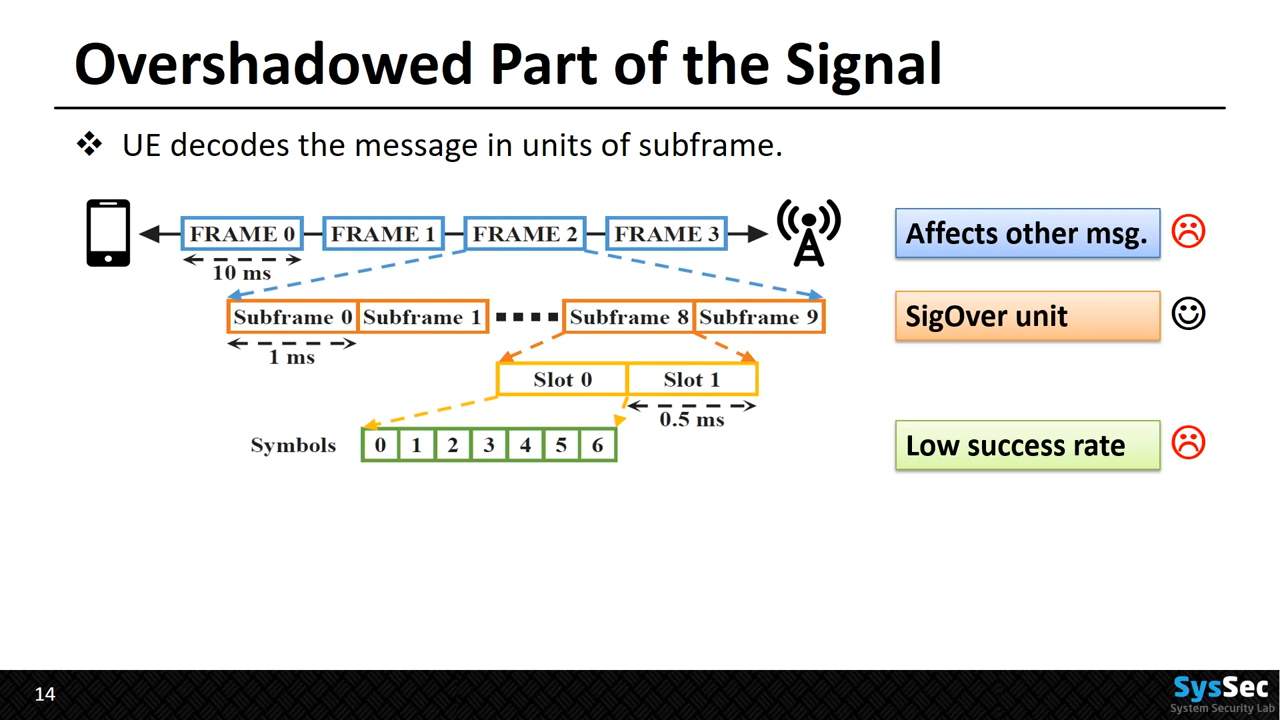 Overshadowed Part of the Signal
❖ UE decodes the message in units of subframe.
FRAME 0 FRAME 1 FRAME 2 FRAME 3
Affects other msg.
10 ms
Subframe 0 Subframe 1 Subframe 8 Subframe 9
SigOver unit
1 ms
Slot 0 Slot 1
0.5 ms
Symbols 0 1 2 3 4 5 6
Low success rate
14
SysSec
System Security Lab